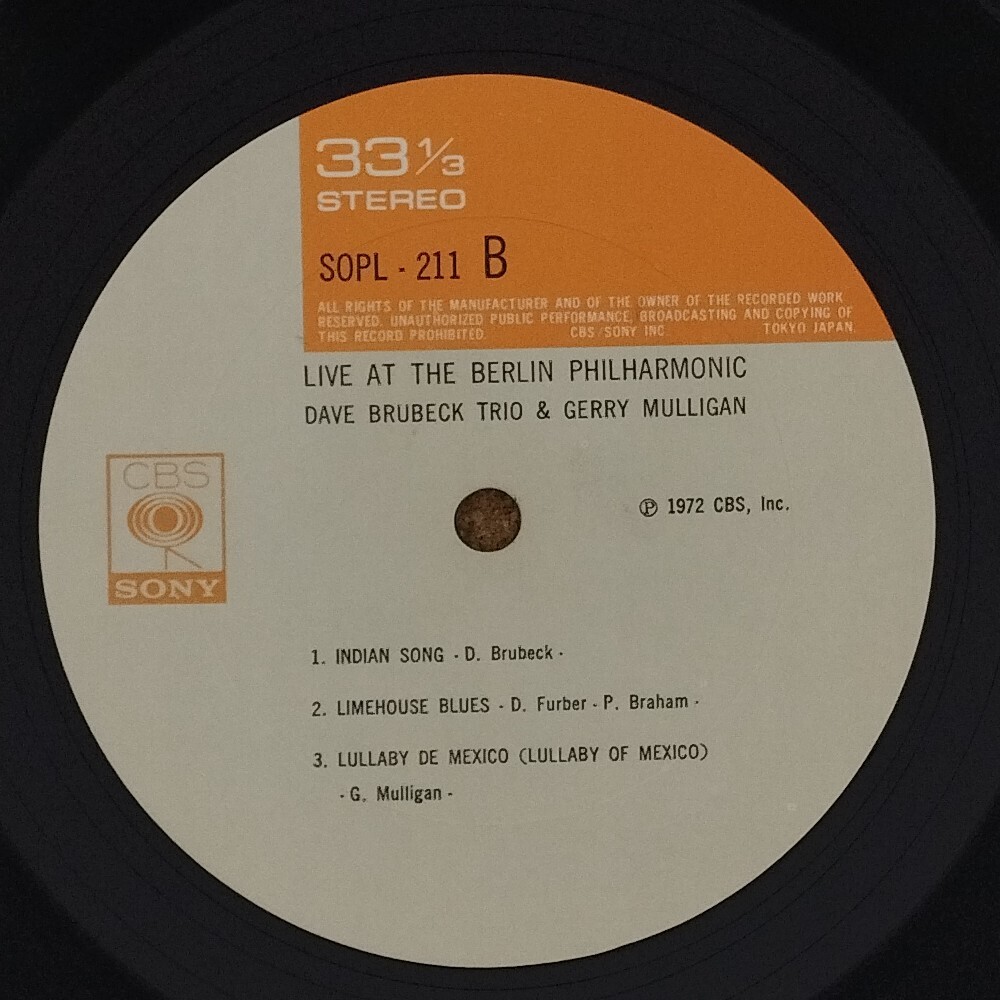 33 1/3
STEREO
SOPL - 211 B
ALL RIGHTS OF THE MANUFACTURER AND OF THE OWNER OF THE RECORDED WORK
RESERVED. UNAUTHORIZED PUBLIC PERFORMANCE, BROADCASTING AND COPYING OF
THIS RECORD PROHIBITED. CBS/SONY INC. TOKYO JAPAN.
LIVE AT THE BERLIN PHILHARMONIC
DAVE BRUBECK TRIO & GERRY MULLIGAN
CBS
SONY
℗ 1972 CBS, Inc.
1. INDIAN SONG - D. Brubeck -
2. LIMEHOUSE BLUES - D. Furber - P. Braham -
3. LULLABY DE MEXICO (LULLABY OF MEXICO)
- G. Mulligan -